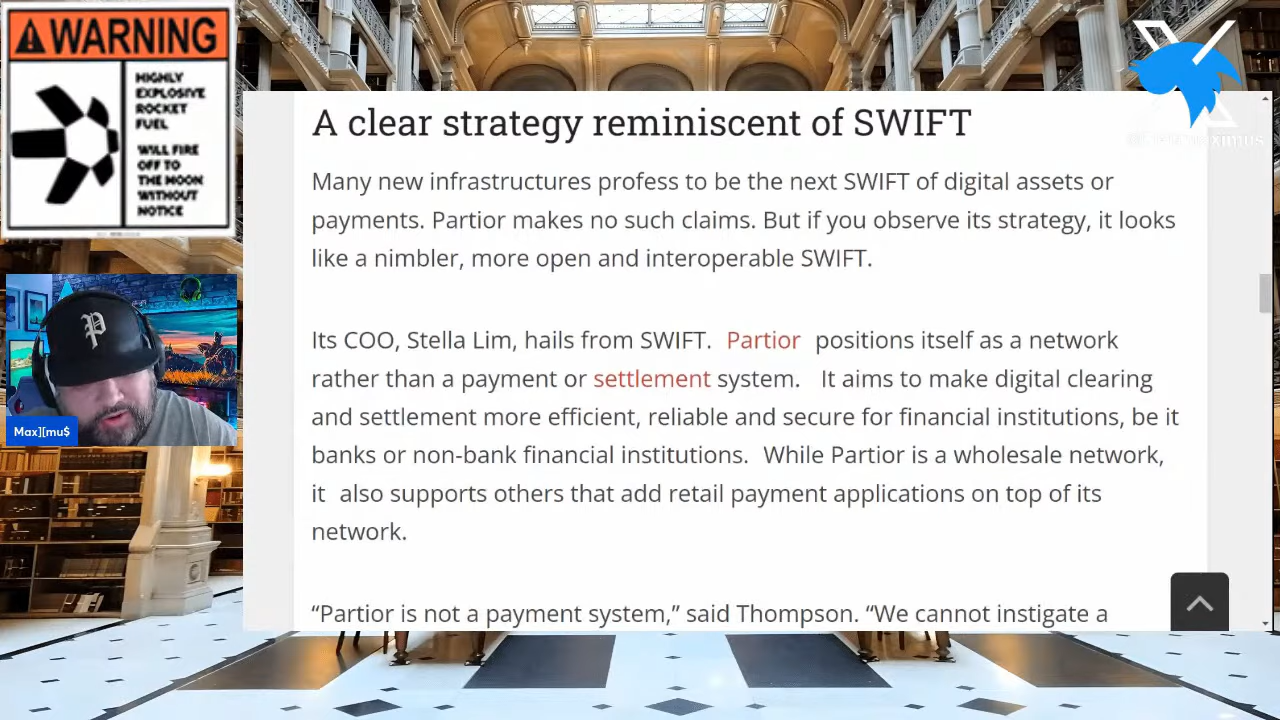 WARNING
HIGHLY
EXPLOSIVE
ROCKET
FUEL
WILL FIRE
OFF TO
THE MOON
WITHOUT
NOTICE
P
Max][mu$
A clear strategy reminiscent of SWIFT
Many new infrastructures profess to be the next SWIFT of digital assets or
payments. Partior makes no such claims. But if you observe its strategy, it looks
like a nimbler, more open and interoperable SWIFT.
Its COO, Stella Lim, hails from SWIFT. Partior positions itself as a network
rather than a payment or settlement system. It aims to make digital clearing
and settlement more efficient, reliable and secure for financial institutions, be it
banks or non-bank financial institutions. While Partior is a wholesale network,
it also supports others that add retail payment applications on top of its
network.
“Partior is not a payment system,” said Thompson. “We cannot instigate a